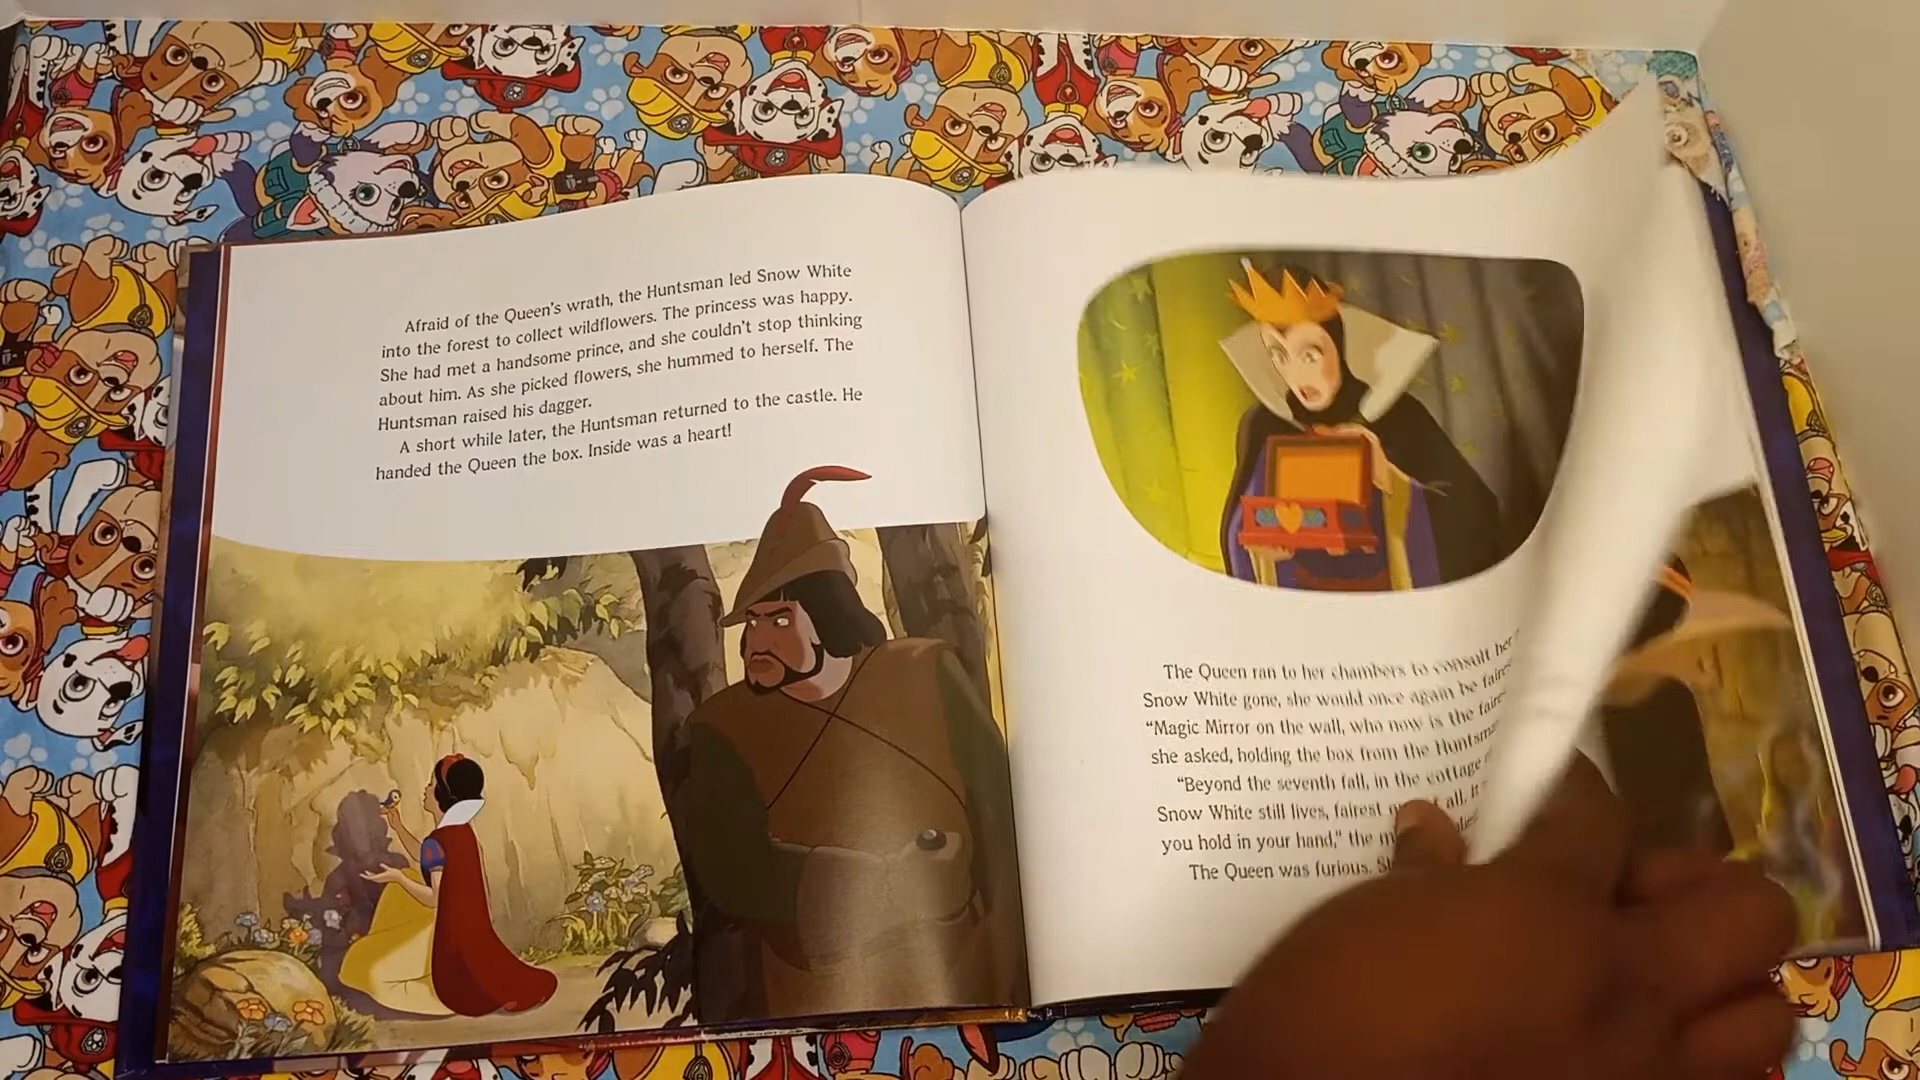 Afraid of the Queen's wrath, the Huntsman led Snow White
into the forest to collect wildflowers. The princess was happy.
She had met a handsome prince, and she couldn't stop thinking
about him. As she picked flowers, she hummed to herself. The
Huntsman raised his dagger.
A short while later, the Huntsman returned to the castle. He
handed the Queen the box. Inside was a heart!
The Queen ran to her chambers to consult her
Snow White gone, she would once again be
"Magic Mirror on the wall, who now is the
she asked, holding the box from the
"Beyond the seventh fall, in the cottage
Snow White still lives, fairest all.
you hold in your hand," the
The Queen was furious.